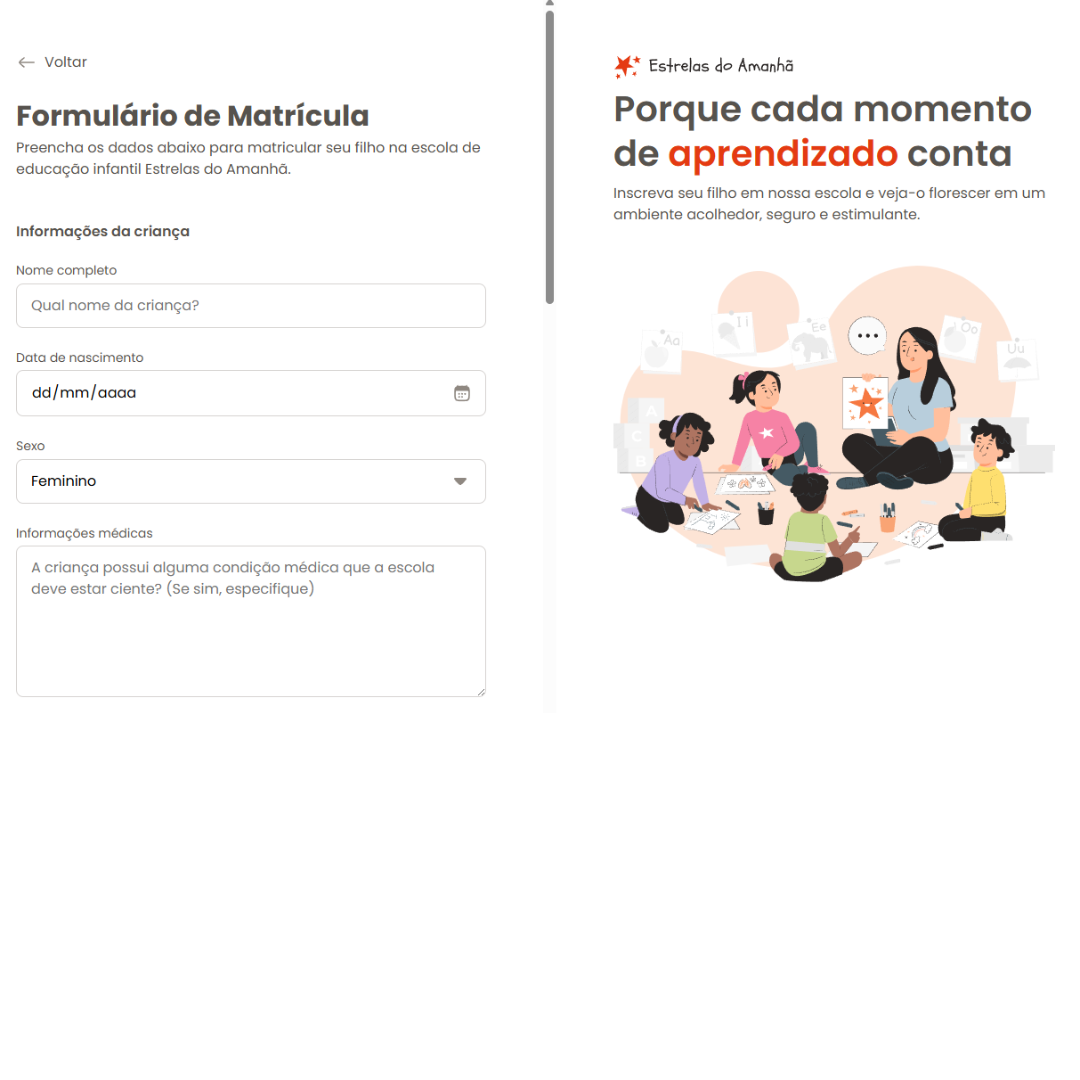 Voltar
Formulário de Matrícula
Preencha os dados abaixo para matricular seu filho na escola de
educação infantil Estrelas do Amanhã.
Informações da criança
Nome completo
Qual nome da criança?
Data de nascimento
dd/mm/aaaa
Sexo
Feminino
Informações médicas
A criança possui alguma condição médica que a escola
deve estar ciente? (Se sim, especifique)
Estrelas do Amanhã
Porque cada momento
de aprendizado conta
Inscreva seu filho em nossa escola e veja-o florescer em um
ambiente acolhedor, seguro e estimulante.
Aa
Ii
Ee
Oo
Uu
A
C
B